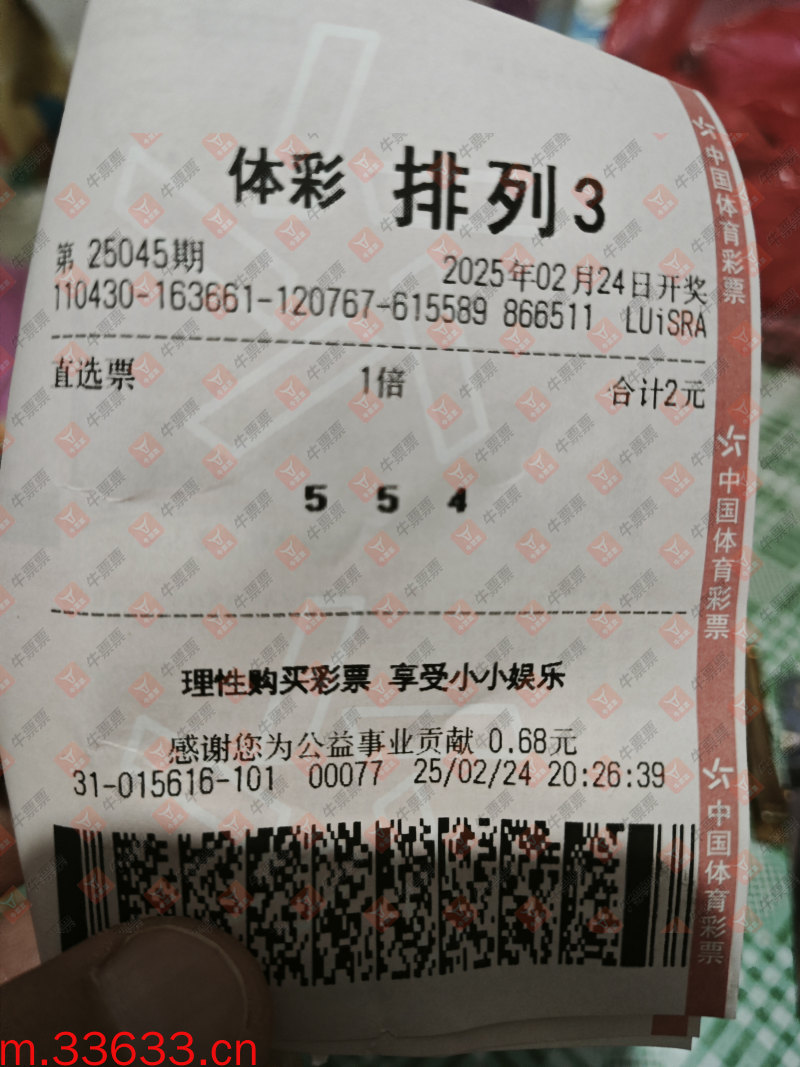 体彩 排列3
第 25045期
2025年02月24日开奖
110430-163661-120767-615589 866511 LUiSRA
直选票 1倍 合计2元
5 5 4
理性购买彩票 享受小小娱乐
感谢您为公益事业贡献 0.68元
31-015616-101 00077 25/02/24 20:26:39
中国体育彩票
中国体育彩票
中国体育彩票
牛票票
m.33633.cn